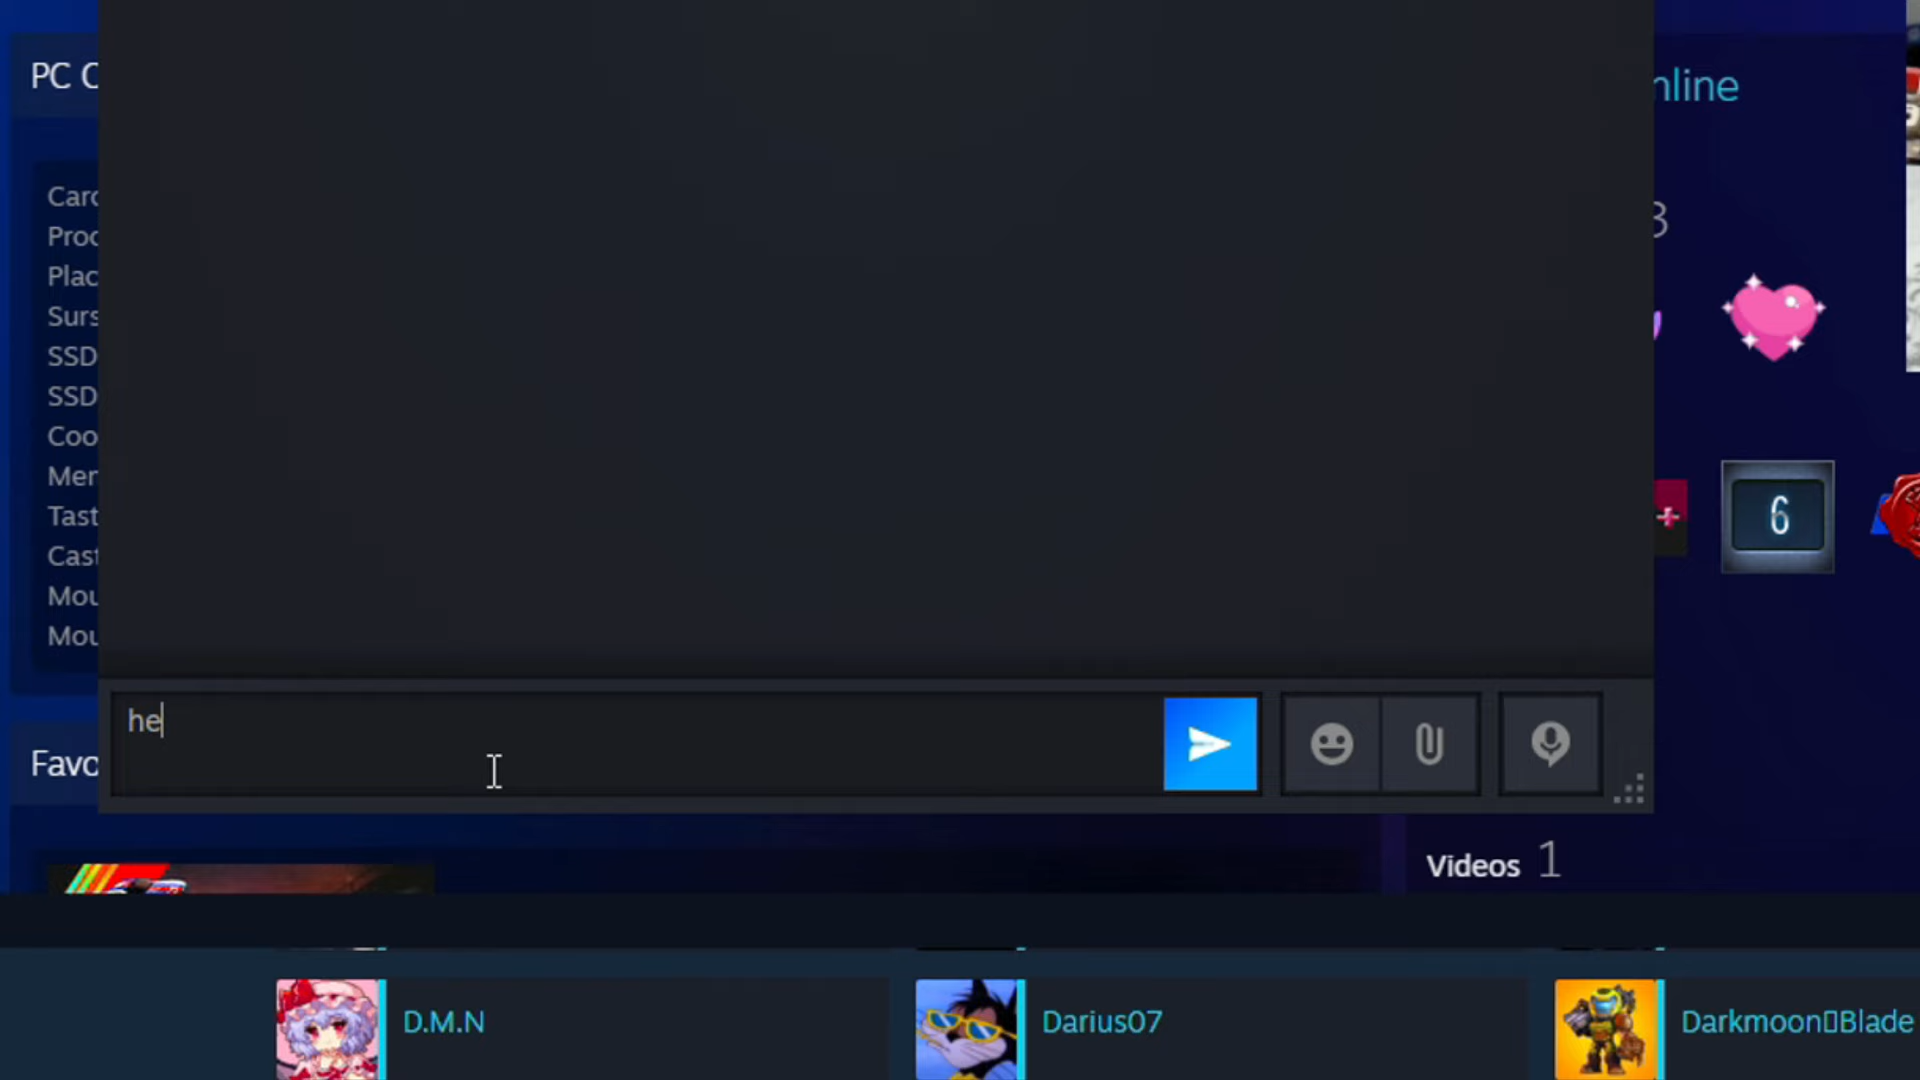 PC C
Card
Proc
Plac
Surs
SSD
SSD
Coo
Mer
Tast
Cast
Mou
Mou
nline
3
6
he
Favo
Videos 1
D.M.N
Darius07
Darkmoon▯Blade